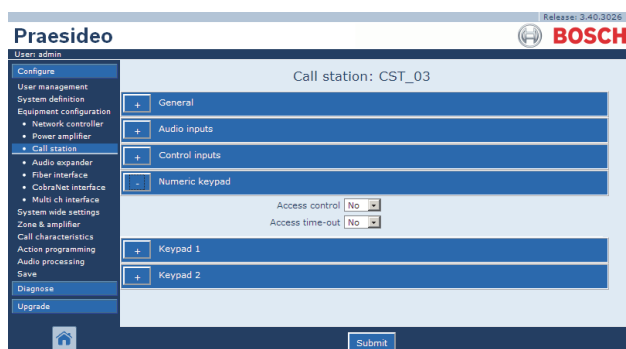 Release: 3.40.3026
Praesideo
BOSCH
User: admin
Configure
User management
System definition
Equipment configuration
• Network controller
• Power amplifier
• Call station
• Audio expander
• Fiber interface
• CobraNet interface
• Multi ch interface
System wide settings
Zone & amplifier
Call characteristics
Action programming
Audio processing
Save
Diagnose
Upgrade
Call station: CST_03
+ General
+ Audio inputs
+ Control inputs
- Numeric keypad
Access control No
Access time-out No
+ Keypad 1
+ Keypad 2
Submit